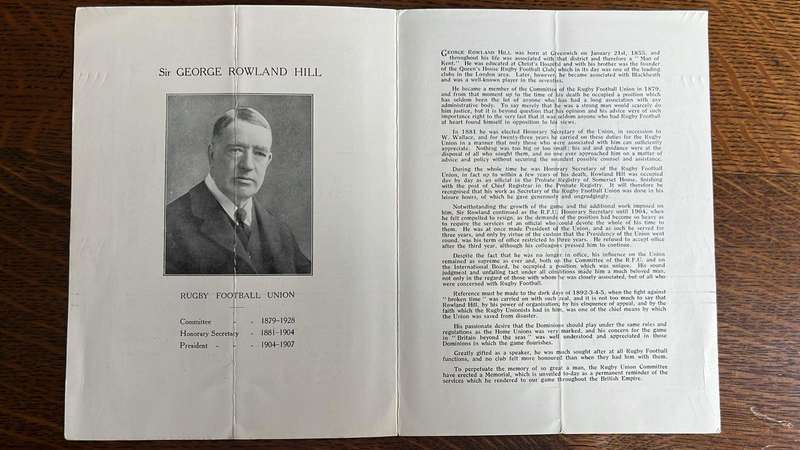 Sir GEORGE ROWLAND HILL
RUGBY FOOTBALL UNION
Committee - - 1879-1928
Honorary Secretary - 1881-1904
President - - - 1904-1907
GEORGE ROWLAND HILL was born at Greenwich on January 21st, 1855, and
throughout his life was associated with that district and therefore a "Man of
Kent." He was educated at Christ's Hospital and with his brother was the founder
of the Queen's House Rugby Football Club, which in its day was one of the leading
clubs in the London area. Later, however, he became associated with Blackheath
and was a well-known player in the seventies.
He became a member of the Committee of the Rugby Football Union in 1879,
and from that moment up to the time of his death he occupied a position which
has seldom been the lot of anyone who has had a long association with any
administrative body. To say merely that he was a strong man would scarcely do
him justice, but it is beyond question that his opinion and his advice were of such
importance right to the very last that it was seldom anyone who had Rugby Football
at heart found himself in opposition to his views.
In 1881 he was elected Honorary Secretary of the Union, in succession to
W. Wallace, and for twenty-three years he carried on these duties for the Rugby
Union in a manner that only those who were associated with him can sufficiently
appreciate. Nothing was too big or too small; his aid and guidance were at the
disposal of all who sought them, and no one ever approached him on a matter of
advice and policy without securing the soundest possible counsel and assistance.
During the whole time he was Honorary Secretary of the Rugby Football
Union, in fact up to within a few years of his death, Rowland Hill was occupied
day by day as an official in the Probate Registry of Somerset House, finishing
with the post of Chief Registrar in the Probate Registry. It will therefore be
recognised that his work as Secretary of the Rugby Football Union was done in his
leisure hours, of which he gave generously and ungrudgingly.
Notwithstanding the growth of the game and the additional work imposed on
him, Sir Rowland continued as the R.F.U. Honorary Secretary until 1904, when
he felt compelled to resign, as the demands of the position had become so heavy as
to require the services of an official who could devote the whole of his time to
them. He was at once made President of the Union, and as such he served for
three years, and only by virtue of the custom that the Presidency of the Union went
round, was his term of office restricted to three years. He refused to accept office
after the third year, although his colleagues pressed him to continue.
Despite the fact that he was no longer in office, his influence on the Union
remained as supreme as ever and, both on the Committee of the R.F.U. and on
the International Board, he occupied a position which was unique. His sound
judgment and unfailing tact under all conditions made him a much beloved man,
not only in the regard of those with whom he was closely associated, but of all who
were concerned with Rugby Football.
Reference must be made to the dark days of 1892-3-4-5, when the fight against
"broken time" was carried on with such zeal, and it is not too much to say that
Rowland Hill, by his power of organisation, by his eloquence of appeal, and by the
faith which the Rugby Unionists had in him, was one of the chief means by which
the Union was saved from disaster.
His passionate desire that the Dominions should play under the same rules and
regulations as the Home Unions was very marked, and his concern for the game
in "Britain beyond the seas" was well understood and appreciated in those
Dominions in which the game flourishes.
Greatly gifted as a speaker, he was much sought after at all Rugby Football
functions, and no club felt more honoured than when they had him with them.
To perpetuate the memory of so great a man, the Rugby Union Committee
have erected a Memorial, which is unveiled to-day as a permanent reminder of the
services which he rendered to our game throughout the British Empire.